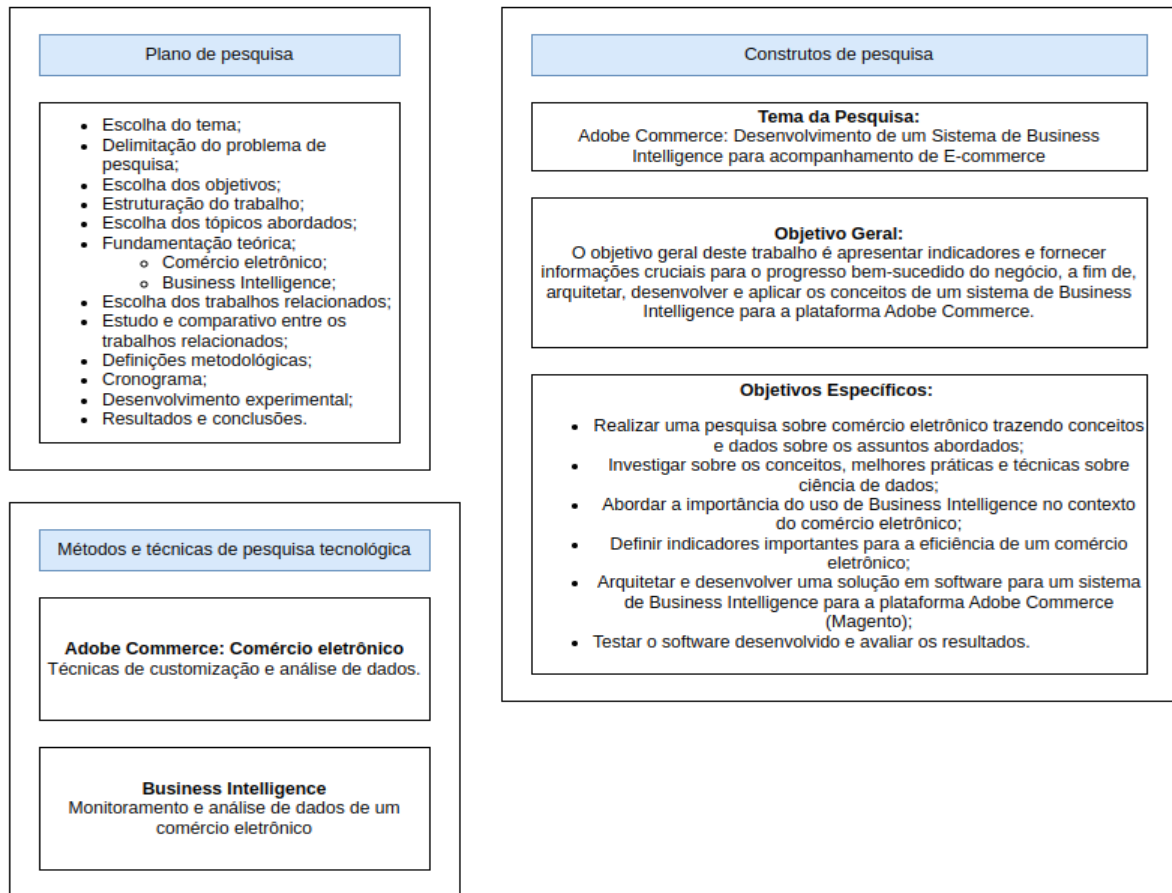 Plano de pesquisa
• Escolha do tema;
• Delimitação do problema de
pesquisa;
• Escolha dos objetivos;
• Estruturação do trabalho;
• Escolha dos tópicos abordados;
• Fundamentação teórica;
◦ Comércio eletrônico;
◦ Business Intelligence;
• Escolha dos trabalhos relacionados;
• Estudo e comparativo entre os
trabalhos relacionados;
• Definições metodológicas;
• Cronograma;
• Desenvolvimento experimental;
• Resultados e conclusões.
Métodos e técnicas de pesquisa tecnológica
Adobe Commerce: Comércio eletrônico
Técnicas de customização e análise de dados.
Business Intelligence
Monitoramento e análise de dados de um
comércio eletrônico
Construtos de pesquisa
Tema da Pesquisa:
Adobe Commerce: Desenvolvimento de um Sistema de Business
Intelligence para acompanhamento de E-commerce
Objetivo Geral:
O objetivo geral deste trabalho é apresentar indicadores e fornecer
informações cruciais para o progresso bem-sucedido do negócio, a fim de,
arquitetar, desenvolver e aplicar os conceitos de um sistema de Business
Intelligence para a plataforma Adobe Commerce.
Objetivos Específicos:
• Realizar uma pesquisa sobre comércio eletrônico trazendo conceitos
e dados sobre os assuntos abordados;
• Investigar sobre os conceitos, melhores práticas e técnicas sobre
ciência de dados;
• Abordar a importância do uso de Business Intelligence no contexto
do comércio eletrônico;
• Definir indicadores importantes para a eficiência de um comércio
eletrônico;
• Arquitetar e desenvolver uma solução em software para um sistema
de Business Intelligence para a plataforma Adobe Commerce
(Magento);
• Testar o software desenvolvido e avaliar os resultados.